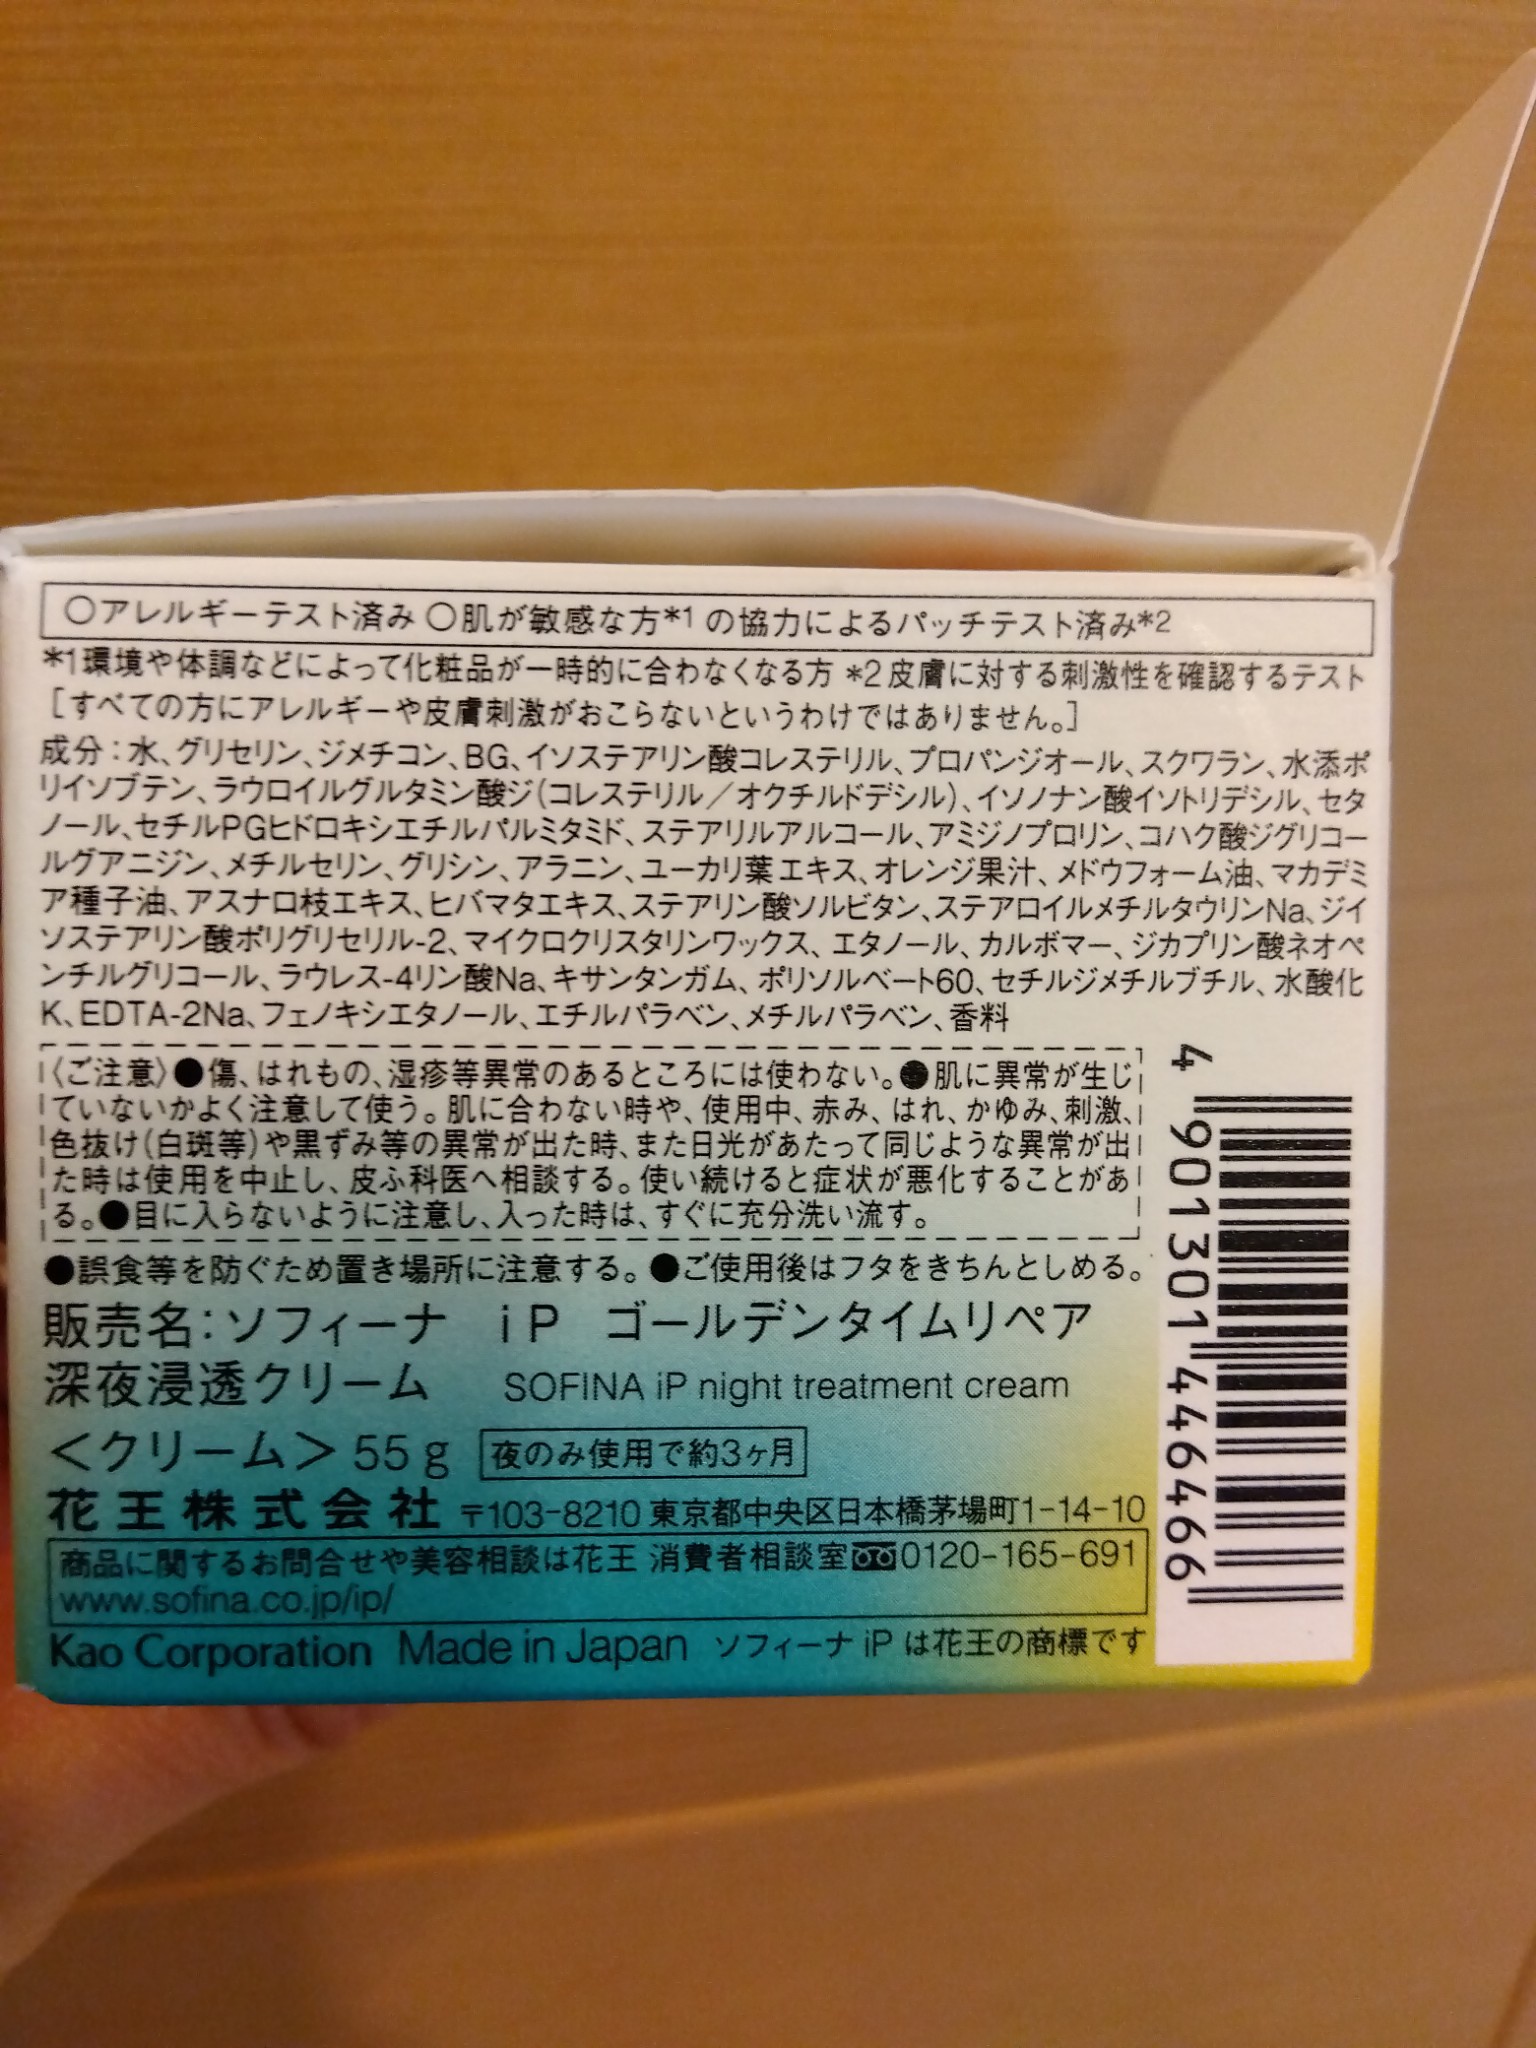 ○アレルギーテスト済み ○肌が敏感な方*1 の協力によるパッチテスト済み*2
*1環境や体調などによって化粧品が一時的に合わなくなる方 *2皮膚に対する刺激性を確認するテスト
[すべての方にアレルギーや皮膚刺激がおこらないというわけではありません。]
成分：水、グリセリン、ジメチコン、BG、イソステアリン酸コレステリル、プロパンジオール、スクワラン、水添ポ
リイソブテン、ラウロイルグルタミン酸ジ(コレステリル／オクチルドデシル)、イソノナン酸イソトリデシル、セタ
ノール、セチルPGヒドロキシエチルパルミタミド、ステアリルアルコール、アミジノプロリン、コハク酸ジグリコー
ルグアニジン、メチルセリン、グリシン、アラニン、ユーカリ葉エキス、オレンジ果汁、メドウフォーム油、マカデミ
ア種子油、アスナロ枝エキス、ヒバマタエキス、ステアリン酸ソルビタン、ステアロイルメチルタウリンNa、ジイ
ソステアリン酸ポリグリセリル-2、マイクロクリスタリンワックス、エタノール、カルボマー、ジカプリン酸ネオペ
ンチルグリコール、ラウレス-4リン酸Na、キサンタンガム、ポリソルベート60、セチルジメチルブチル、水酸化
K、EDTA-2Na、フェノキシエタノール、エチルパラベン、メチルパラベン、香料
〈ご注意〉●傷、はれもの、湿疹等異常のあるところには使わない。●肌に異常が生じ
ていないかよく注意して使う。肌に合わない時や、使用中、赤み、はれ、かゆみ、刺激、
色抜け(白斑等)や黒ずみ等の異常が出た時、また日光があたって同じような異常が出
た時は使用を中止し、皮ふ科医へ相談する。使い続けると症状が悪化することがあ
る。●目に入らないように注意し、入った時は、すぐに充分洗い流す。
●誤食等を防ぐため置き場所に注意する。●ご使用後はフタをきちんとしめる。
販売名：ソフィーナ iP ゴールデンタイムリペア
深夜浸透クリーム SOFINA iP night treatment cream
＜クリーム＞ 55g 夜のみ使用で約3ヶ月
花王株式会社 〒103-8210 東京都中央区日本橋茅場町1-14-10
商品に関するお問合せや美容相談は花王 消費者相談室 0120-165-691
www.sofina.co.jp/ip/
Kao Corporation Made in Japan ソフィーナ iP は花王の商標です
4 901301 446466